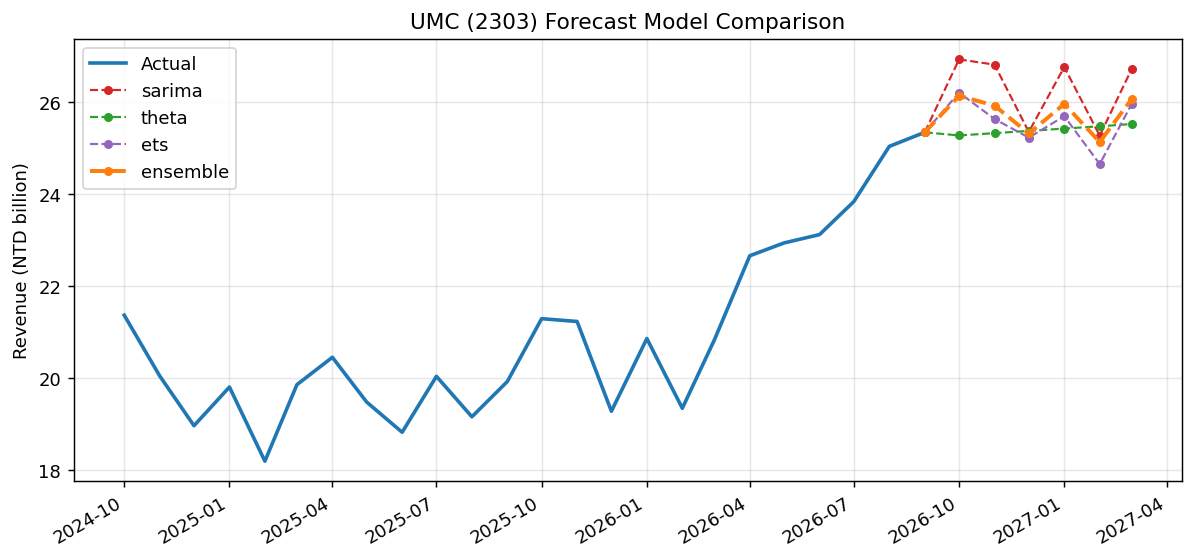 UMC (2303) Forecast Model Comparison
Actual
sarima
theta
ets
ensemble
Revenue (NTD billion)
26
24
22
20
18
2024-10
2025-01
2025-04
2025-07
2025-10
2026-01
2026-04
2026-07
2026-10
2027-01
2027-04